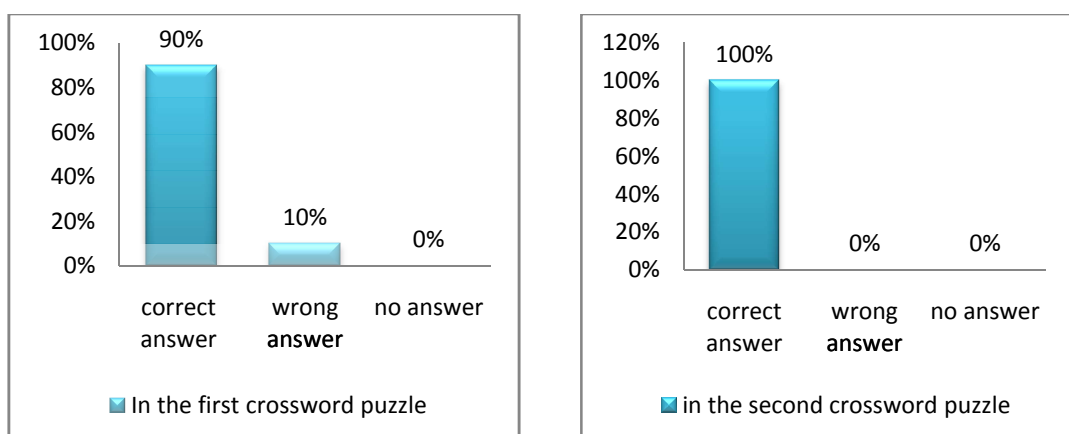 100%
80%
60%
40%
20%
0%
90%
10%
0%
correct
answer
wrong
answer
no answer
In the first crossword puzzle
120%
100%
80%
60%
40%
20%
0%
100%
0%
0%
correct
answer
wrong
answer
no answer
in the second crossword puzzle